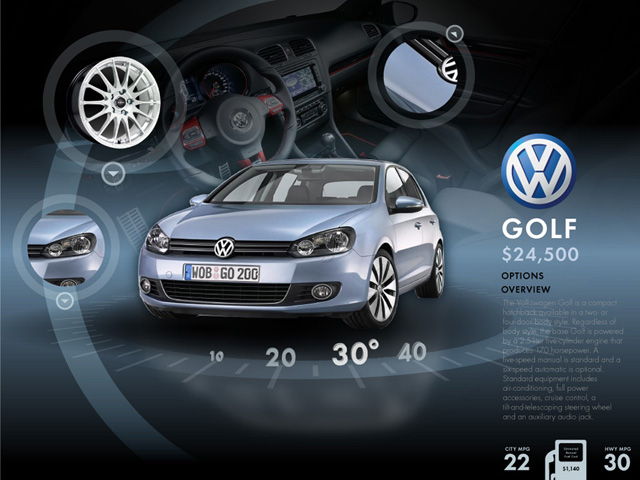 GOLF
$24,500
OPTIONS
OVERVIEW
The Volkswagen Golf is a compact
hatchback available in a two- or
four-door body style. Regardless of
body style, the base Golf is powered
by a 2.5-liter five-cylinder engine that
produces 170 horsepower. A
five-speed manual is standard and a
six-speed automatic is optional.
Standard equipment includes
air-conditioning, full power
accessories, cruise control, a
tilt-and-telescoping steering wheel
and an auxiliary audio jack.
WOB GO 200
10 20 30° 40
CITY MPG
22
Estimated
Annual
Fuel Cost
$1,140
HWY MPG
30